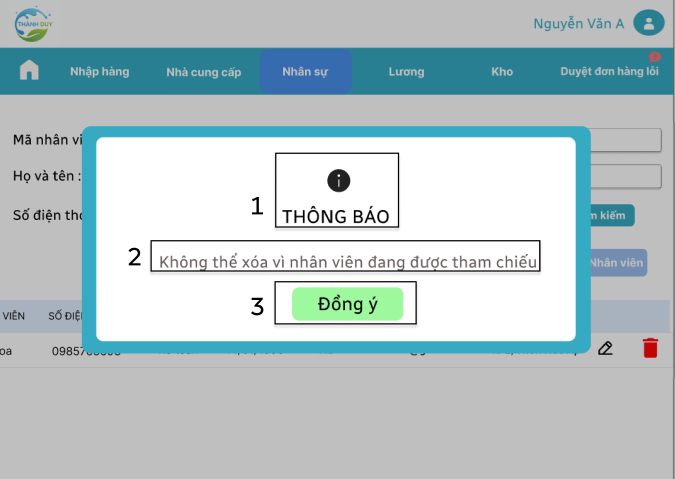 THÀNH DUY
Nguyễn Văn A
Nhập hàng
Nhà cung cấp
Nhân sự
Lương
Kho
Duyệt đơn hàng lỗi
Mã nhân vi
Họ và tên :
Số điện tho
1
THÔNG BÁO
2
Không thể xóa vì nhân viên đang được tham chiếu
3
Đồng ý
m kiếm
Nhân viên
VIÊN
SỐ ĐIỆ
oa